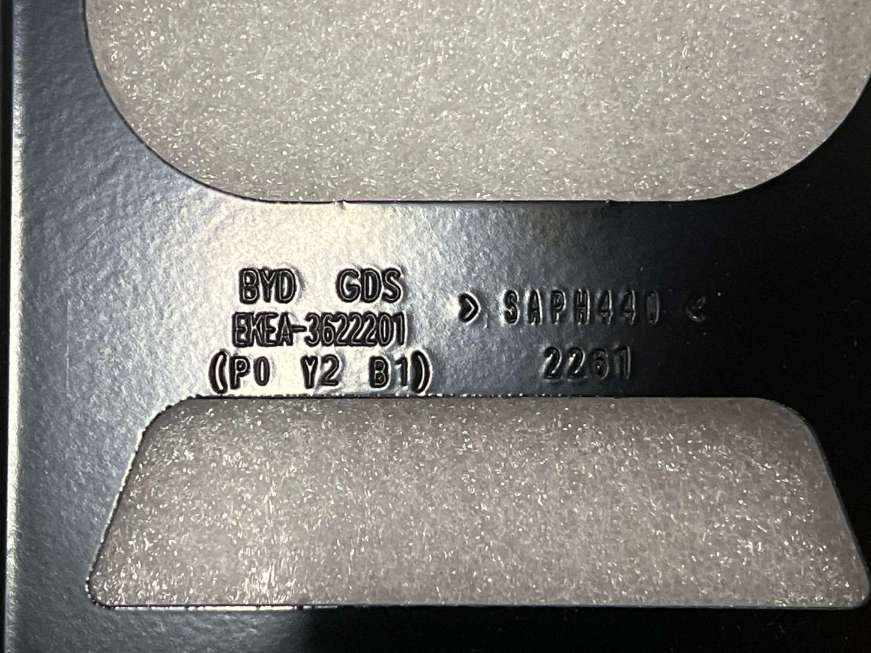 BYD GDS
EKEA-3622201
(P0 Y2 B1)
> SAPH440 <
2261